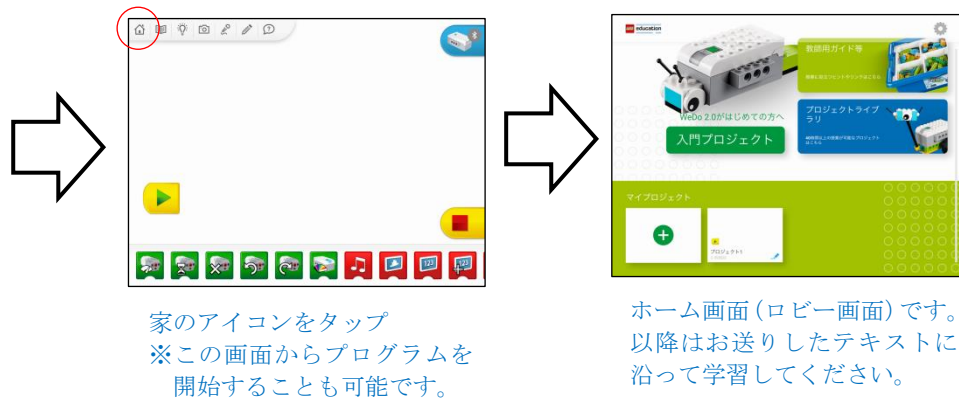 education
教師用ガイド等
WeDo 2.0がはじめての方へ
入門プロジェクト
プロジェクトライブ
ラリ
マイプロジェクト
プロジェクト1
123
123
家のアイコンをタップ
※この画面からプログラムを
開始することも可能です。
ホーム画面(ロビー画面)です。
以降はお送りしたテキストに
沿って学習してください。